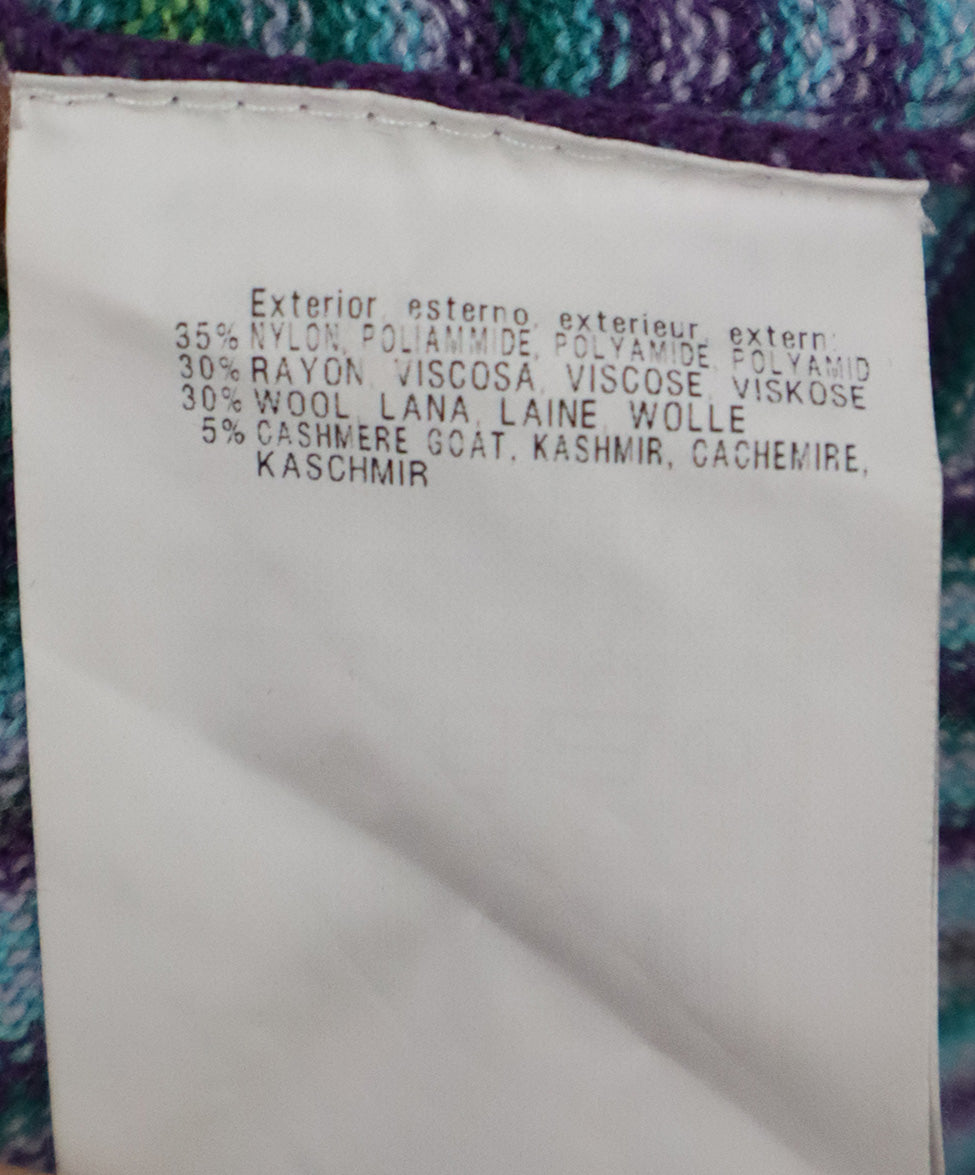 Exterior, esterno, exterieur, extern:
35% NYLON, POLIAMMIDE, POLYAMIDE, POLYAMID
30% RAYON, VISCOSA, VISCOSE, VISKOSE
30% WOOL, LANA, LAINE, WOLLE
5% CASHMERE GOAT, KASHMIR, CACHEMIRE,
KASCHMIR